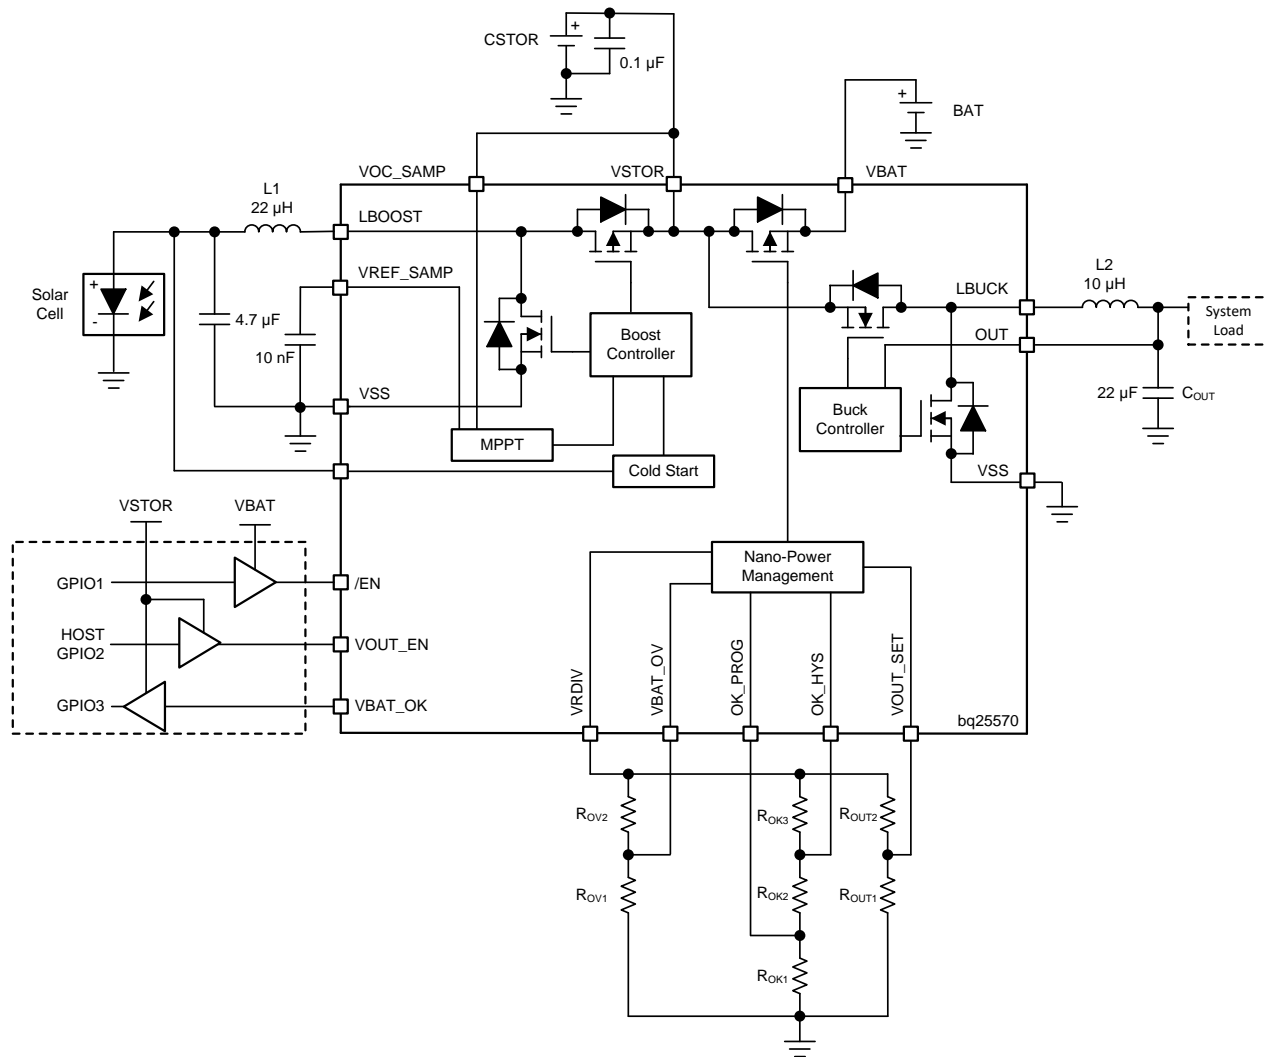 CSTOR
+
0.1 µF
+
BAT
VOC_SAMP
VSTOR
VBAT
L1
22 µH
LBOOST
VREF_SAMP
Solar
Cell
+
-
4.7 µF
10 nF
VSS
Boost
Controller
MPPT
Cold Start
LBUCK
L2
10 µH
System
Load
OUT
Buck
Controller
22 µF
C_OUT
VSS
VSTOR
VBAT
GPIO1
/EN
HOST
GPIO2
VOUT_EN
GPIO3
VBAT_OK
Nano-Power
Management
VRDIV
VBAT_OV
OK_PROG
OK_HYS
VOUT_SET
bq25570
ROV2
ROK3
ROUT2
ROV1
ROK2
ROUT1
ROK1